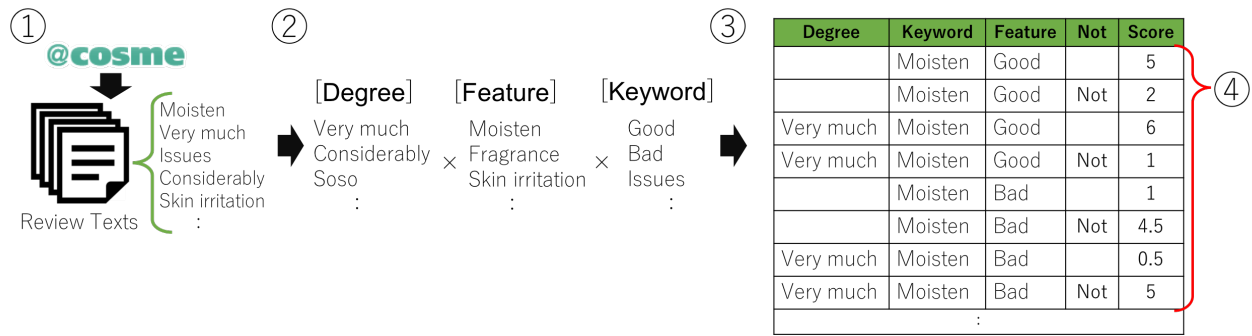 ①
@cosme
Moisten
Very much
Issues
Considerably
Skin irritation
:
Review Texts
②
[Degree] [Feature] [Keyword]
Very much Moisten Good
Considerably × Fragrance × Bad
Soso Skin irritation Issues
: : :
③
Degree Keyword Feature Not Score
Moisten Good 5
Moisten Good Not 2
Very much Moisten Good 6
Very much Moisten Good Not 1
Moisten Bad 1
Moisten Bad Not 4.5
Very much Moisten Bad 0.5
Very much Moisten Bad Not 5
:
④